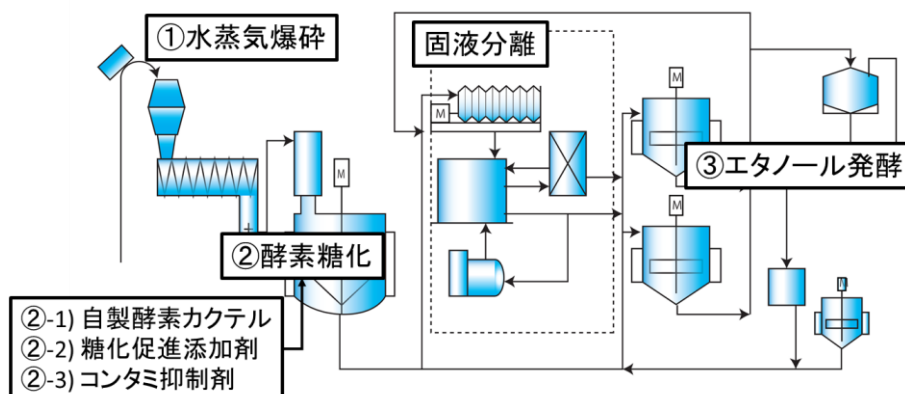 ①水蒸気爆砕
固液分離
M
M
M
③エタノール発酵
M
②酵素糖化
M
②-1) 自製酵素カクテル
②-2) 糖化促進添加剤
②-3) コンタミ抑制剤